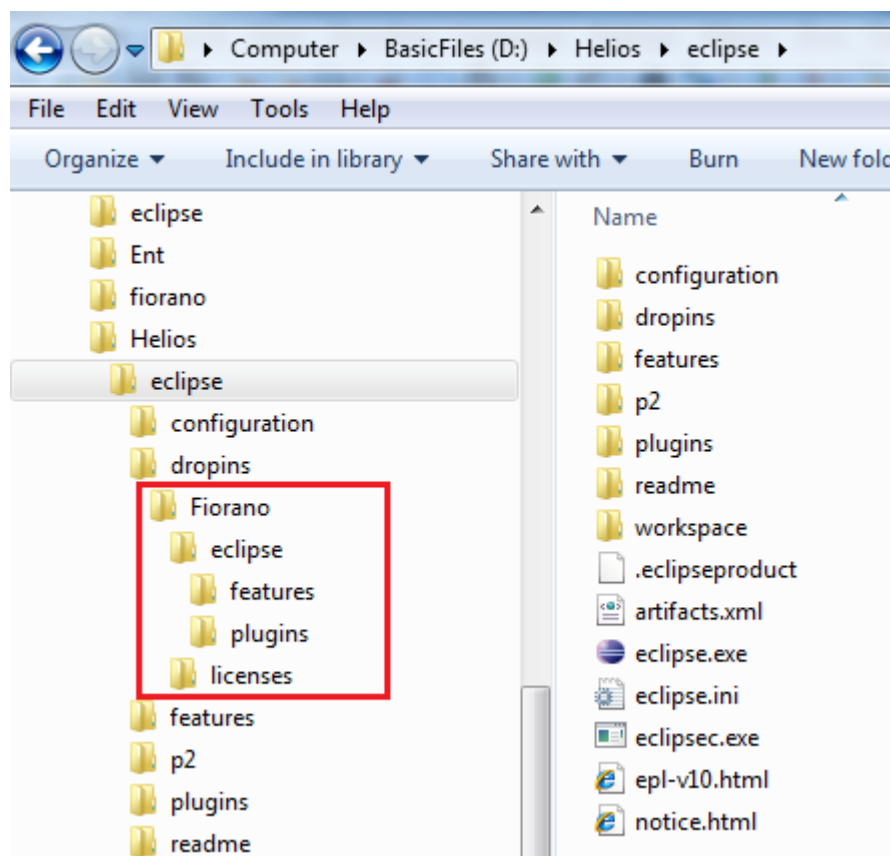 Computer BasicFiles (D:) Helios eclipse
File Edit View Tools Help
Organize Include in library Share with Burn New fold
eclipse
Ent
fiorano
Helios
eclipse
configuration
dropins
Fiorano
eclipse
features
plugins
licenses
features
p2
plugins
readme
Name
configuration
dropins
features
p2
plugins
readme
workspace
.eclipseproduct
artifacts.xml
eclipse.exe
eclipse.ini
eclipsec.exe
epl-v10.html
notice.html